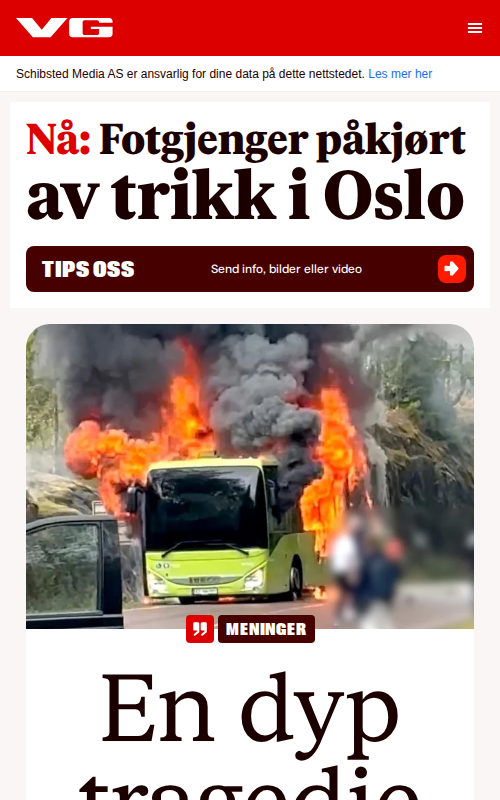 VG
Schibsted Media AS er ansvarlig for dine data på dette nettstedet. Les mer her
Nå: Fotgjenger påkjørt
av trikk i Oslo
TIPS OSS
Send info, bilder eller video
MENINGER
En dyp
tragedie